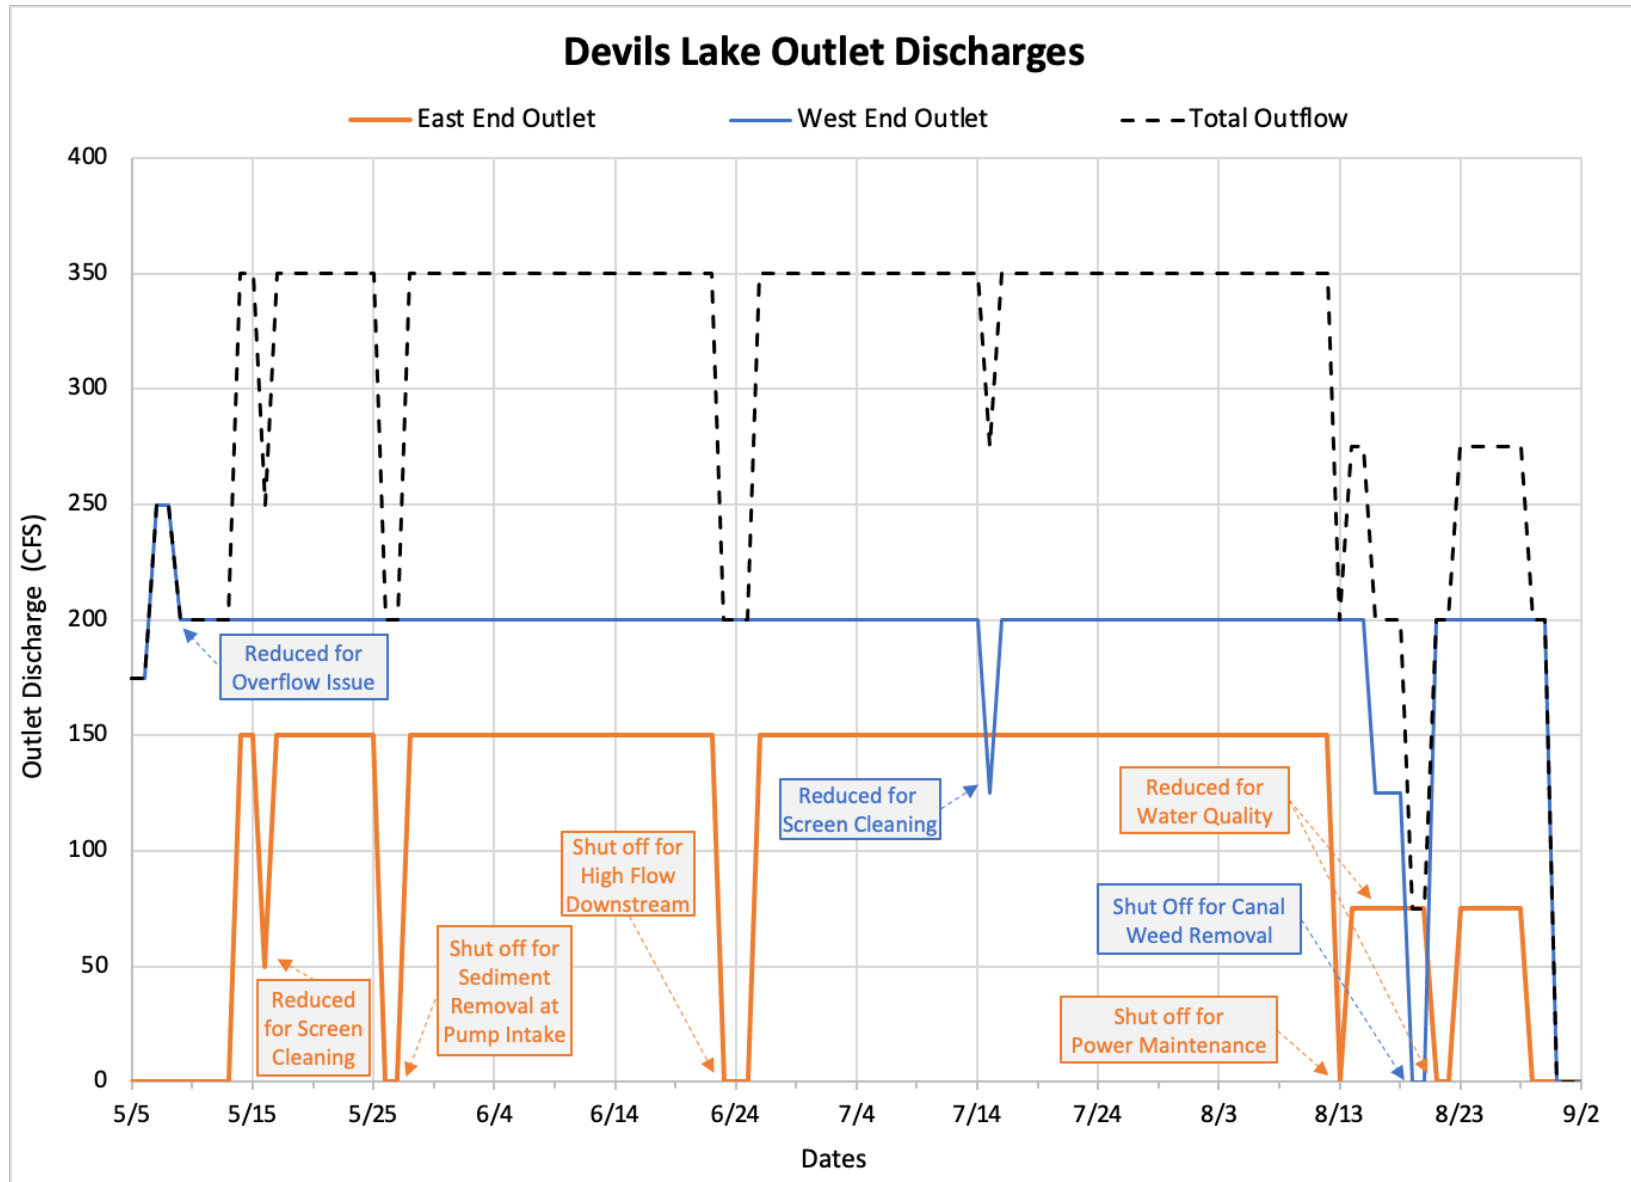 Devils Lake Outlet Discharges
East End Outlet
West End Outlet
Total Outflow
Outlet Discharge (CFS)
400
350
300
250
200
150
100
50
0
Reduced for
Overflow Issue
Reduced
for Screen
Cleaning
Shut off for
Sediment
Removal at
Pump Intake
Shut off for
High Flow
Downstream
Reduced for
Screen Cleaning
Reduced for
Water Quality
Shut Off for Canal
Weed Removal
Shut off for
Power Maintenance
5/5
5/15
5/25
6/4
6/14
6/24
7/4
7/14
7/24
8/3
8/13
8/23
9/2
Dates